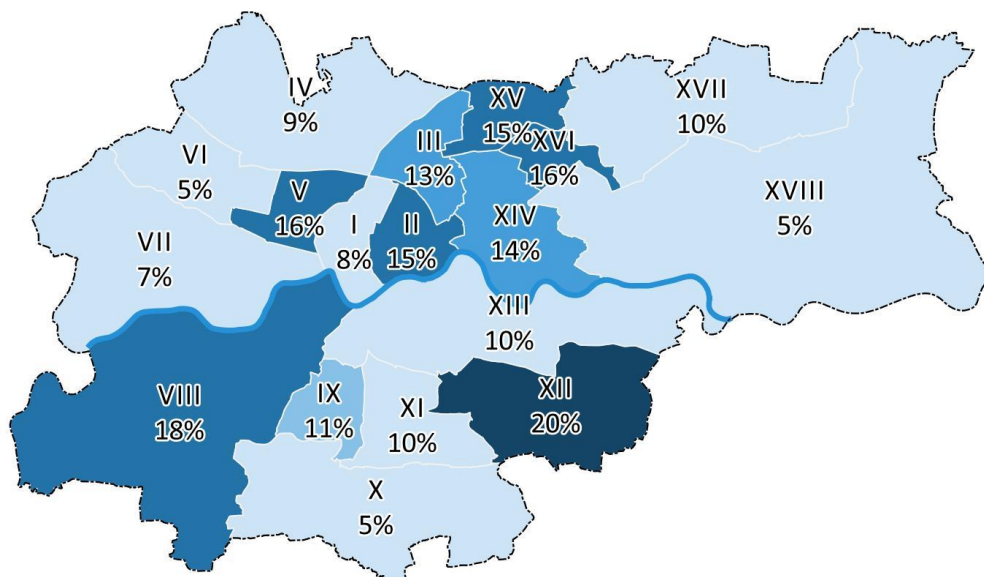 IV
9%
XV
15%
XVII
10%
III
13%
XVI
16%
VI
5%
V
16%
XVIII
5%
XIV
14%
I
8%
II
15%
VII
7%
XIII
10%
VIII
18%
IX
11%
XI
10%
XII
20%
X
5%